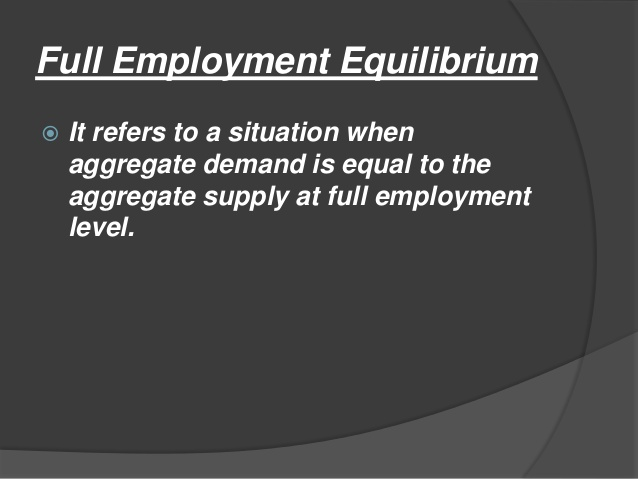 Full Employment Equilibrium
It refers to a situation when
aggregate demand is equal to the
aggregate supply at full employment
level.